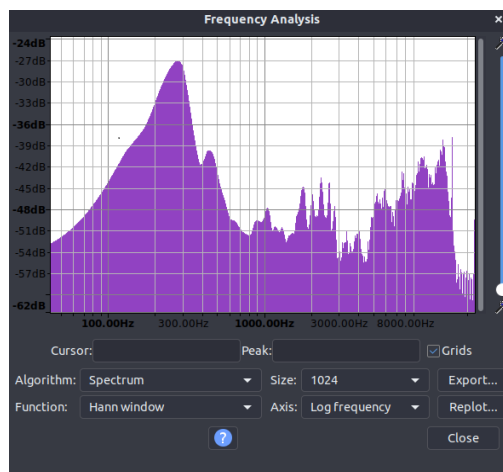 Frequency Analysis
-24dB
-27dB
-30dB
-33dB
-36dB
-39dB
-42dB
-45dB
-48dB
-51dB
-54dB
-57dB
-62dB
100.00Hz 300.00Hz 1000.00Hz 3000.00Hz 8000.00Hz
Cursor: Peak: Grids
Algorithm: Spectrum Size: 1024 Export...
Function: Hann window Axis: Log frequency Replot...
? Close